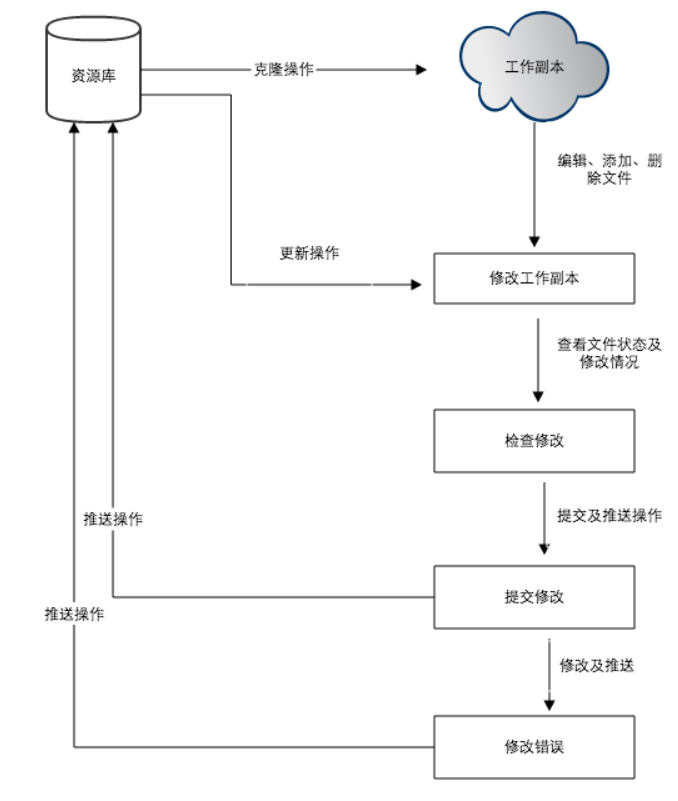 资源库
克隆操作
工作副本
编辑、添加、删
除文件
更新操作
修改工作副本
查看文件状态及
修改情况
检查修改
推送操作
提交及推送操作
提交修改
推送操作
修改及推送
修改错误